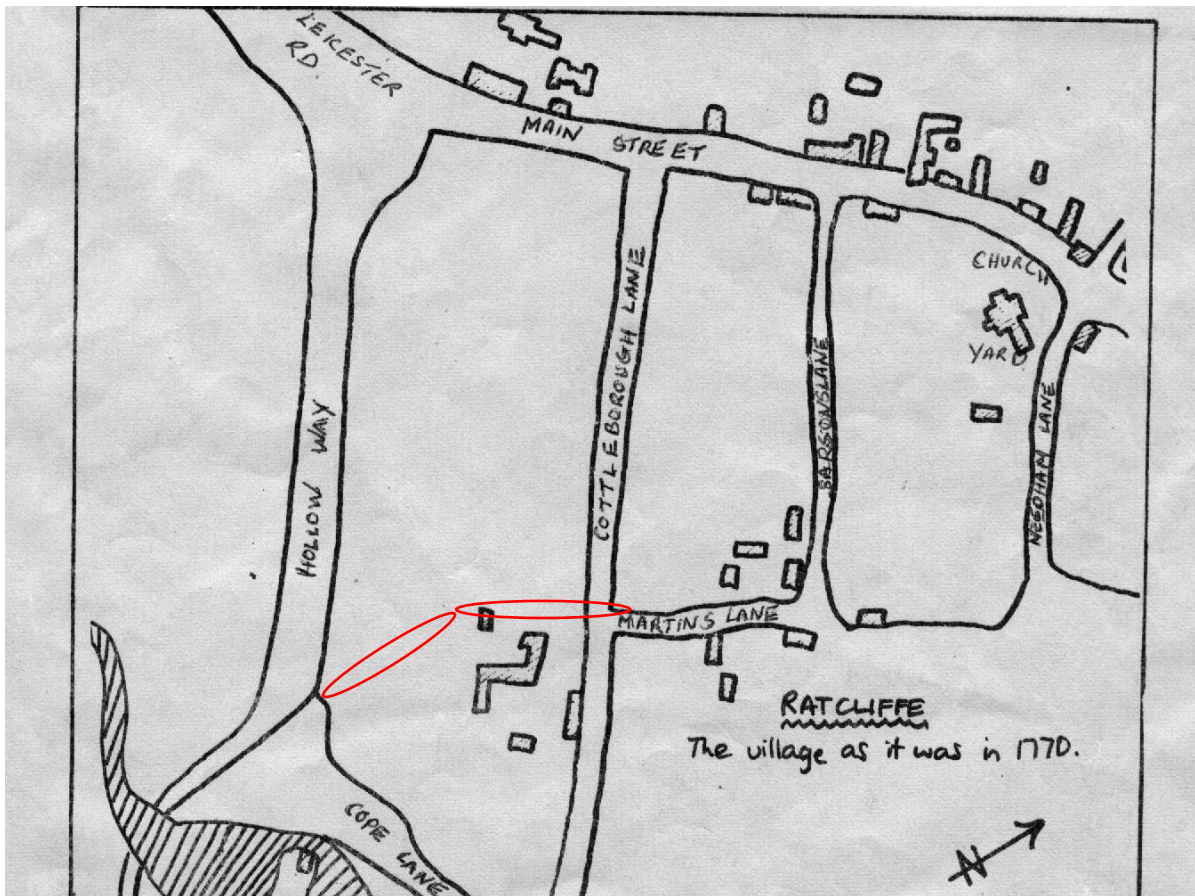 LEICESTER
RD.
MAIN STREET
CHURCH
YARD
COTTLEBOROUGH LANE
SARSONSLANE
NEEDHAM LANE
HOLLOW WAY
MARTINS LANE
RATCLIFFE
The village as it was in 1770.
COPE LANE
N